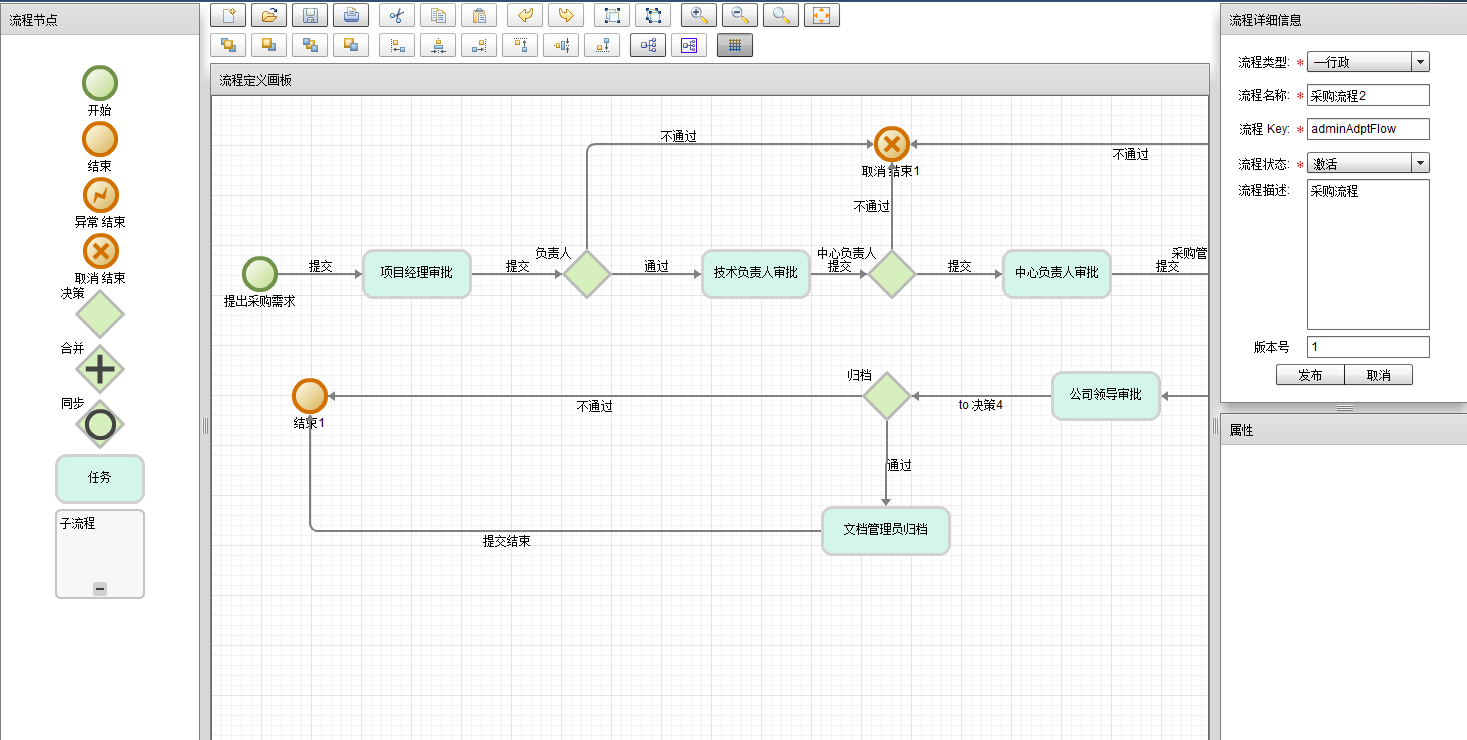 流程节点
开始
结束
异常 结束
取消 结束
决策
合并
同步
任务
子流程
流程定义画板
不通过
取消 结束1
不通过
不通过
提交
项目经理审批
提交
负责人
通过
技术负责人审批
中心负责人
提交
提交
中心负责人审批
采购管
提交
提出采购需求
结束1
不通过
归档
to 决策4
公司领导审批
通过
提交结束
文档管理员归档
流程详细信息
流程类型: * —行政
流程名称: * 采购流程2
流程 Key: * adminAdptFlow
流程状态: * 激活
流程描述: 采购流程
版本号 1
发布 取消
属性